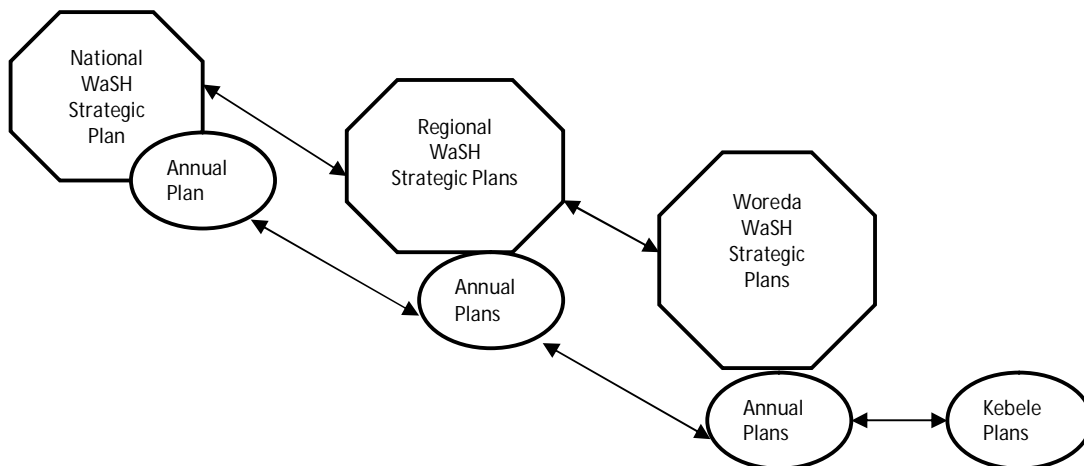 National
WaSH
Strategic
Plan
Annual
Plan
Regional
WaSH
Strategic Plans
Annual
Plans
Woreda
WaSH
Strategic
Plans
Annual
Plans
Kebele
Plans